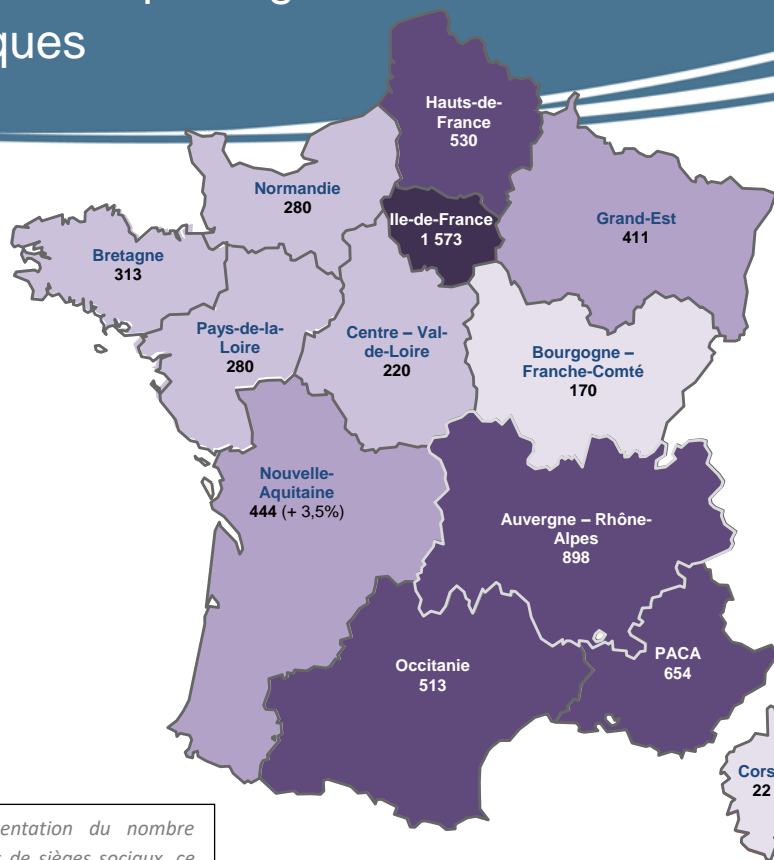 ques
Hauts-de-
France
530
Normandie
280
Ile-de-France
1 573
Grand-Est
411
Bretagne
313
Pays-de-la-
Loire
280
Centre – Val-
de-Loire
220
Bourgogne –
Franche-Comté
170
Nouvelle-
Aquitaine
444 (+ 3,5%)
Auvergne – Rhône-
Alpes
898
Occitanie
513
PACA
654
Cors
22
entation du nombre
de sièges sociaux, ce